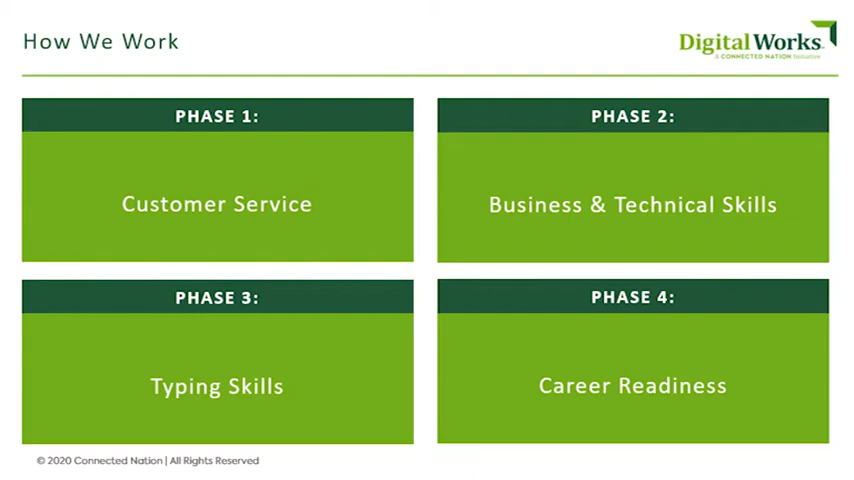 How We Work
Digital Works
A CONNECTED NATION Initiative
PHASE 1:
Customer Service
PHASE 2:
Business & Technical Skills
PHASE 3:
Typing Skills
PHASE 4:
Career Readiness
© 2020 Connected Nation | All Rights Reserved